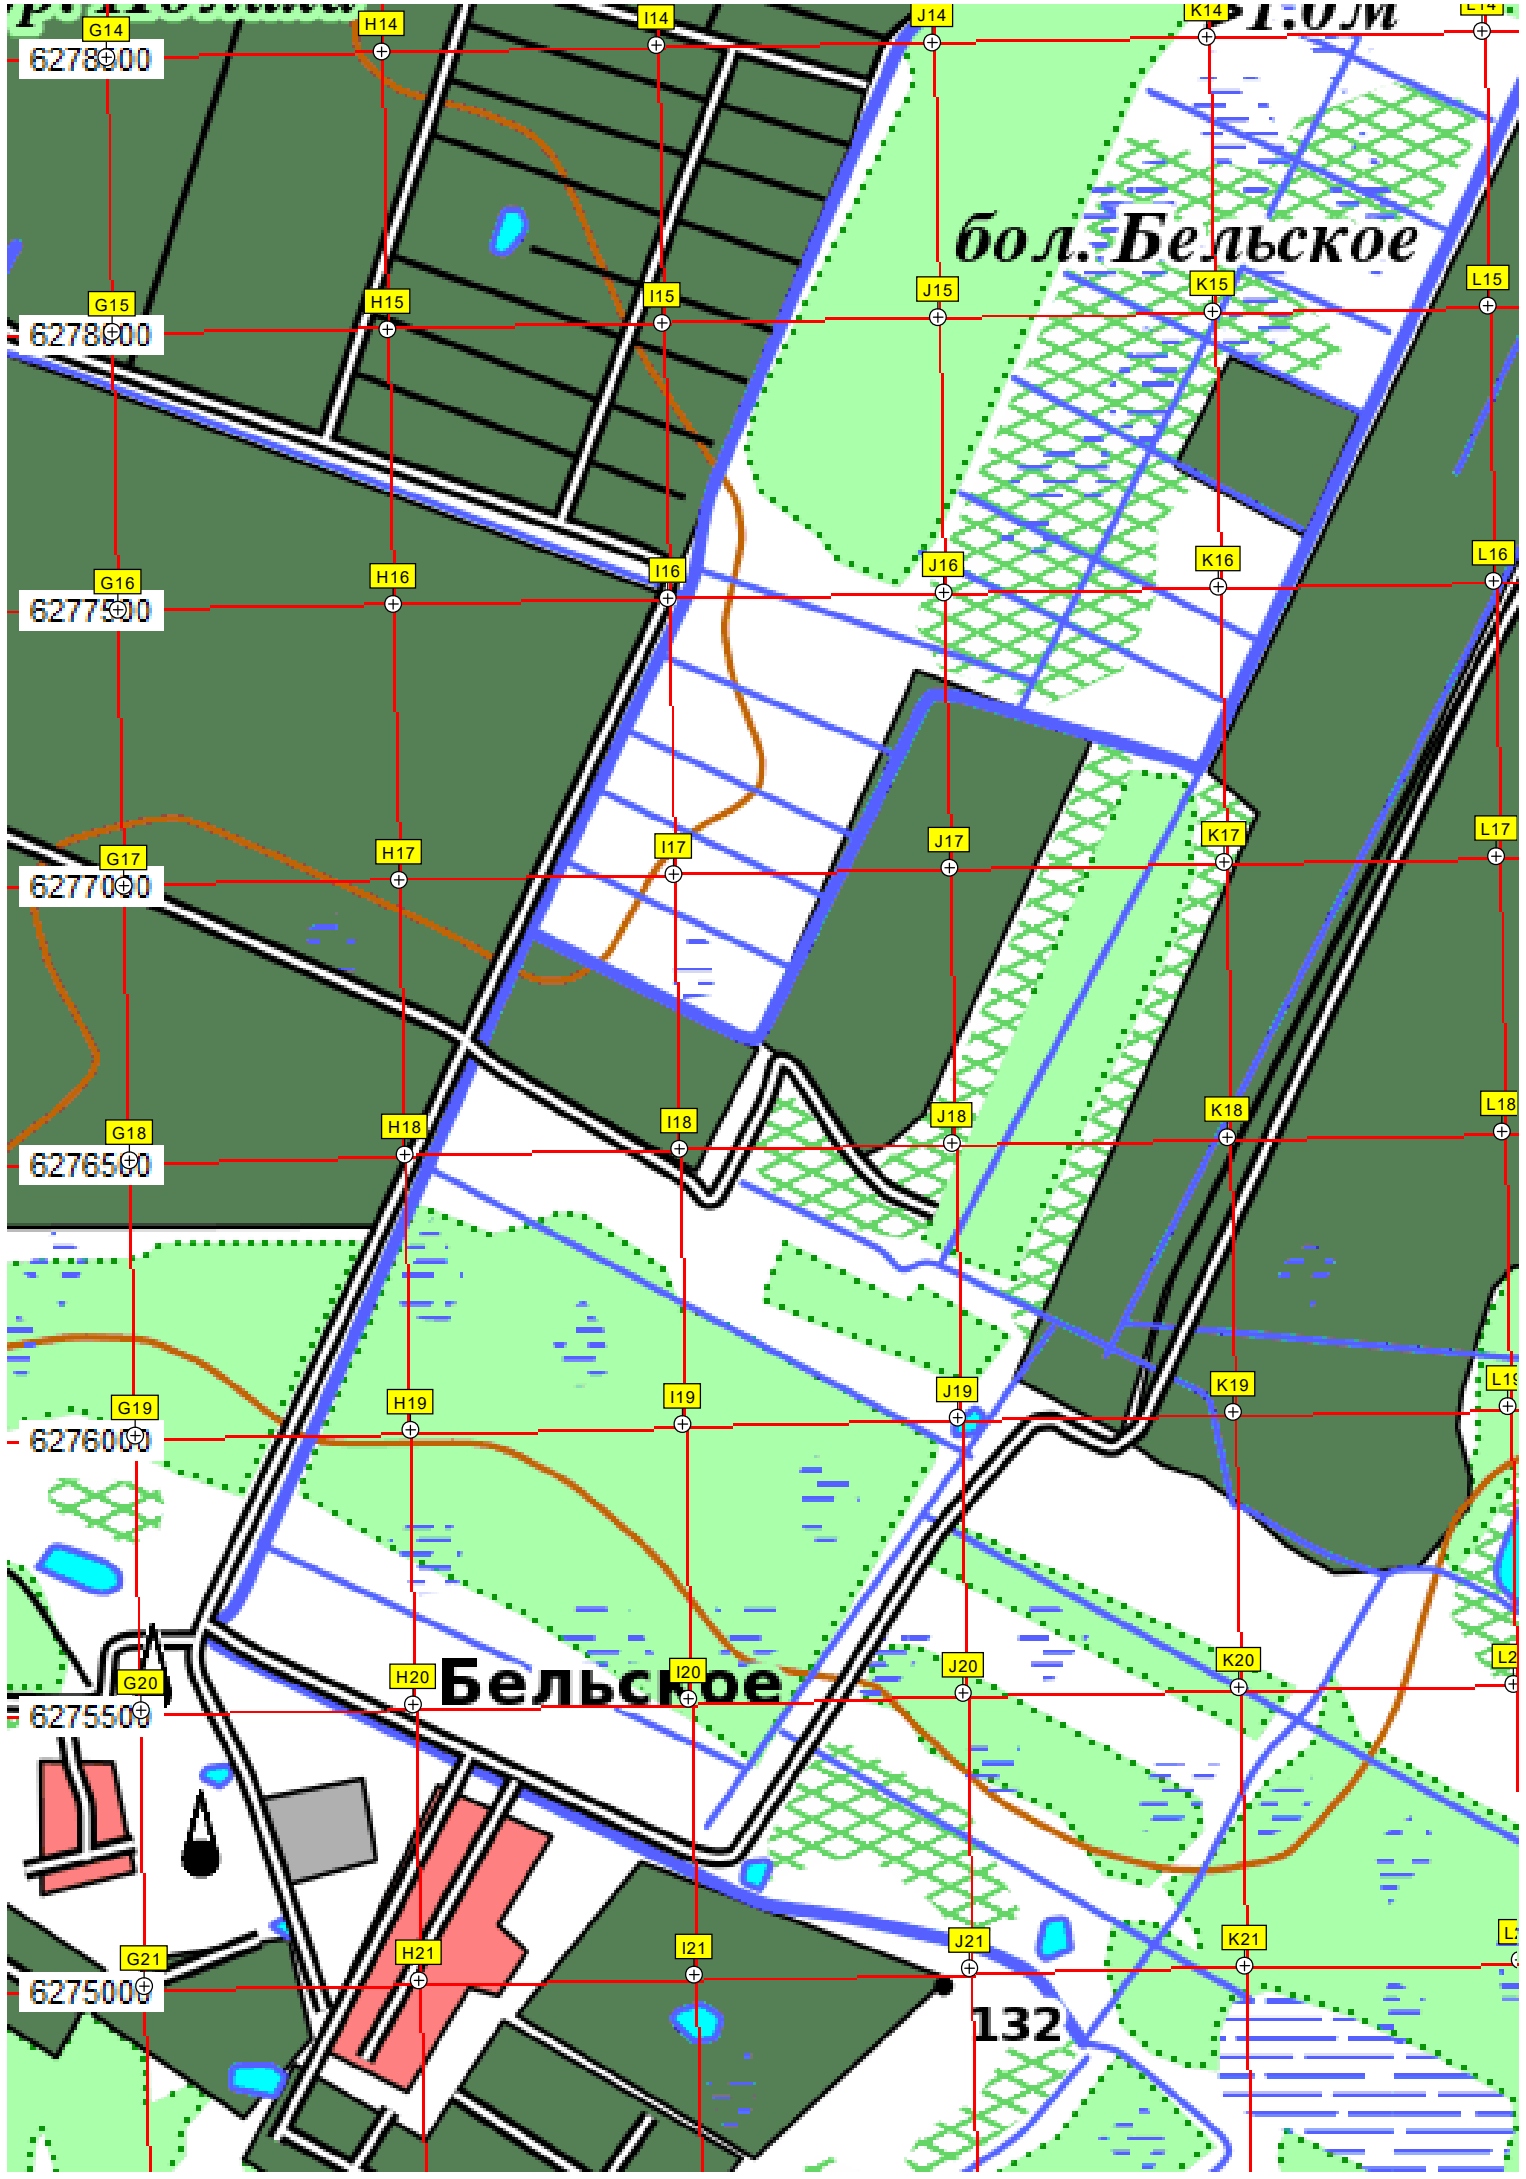 G14 H14 I14 J14 K14 L14
бол. Бельское
G15 H15 I15 J15 K15 L15
G16 H16 I16 J16 K16 L16
6277500
G17 H17 I17 J17 K17 L17
6277000
G18 H18 I18 J18 K18 L18
6276500
G19 H19 I19 J19 K19 L19
6276000
G20 H20 I20 J20 K20
Бельское
6275500
G21 H21 I21 J21 K21
6275000
132